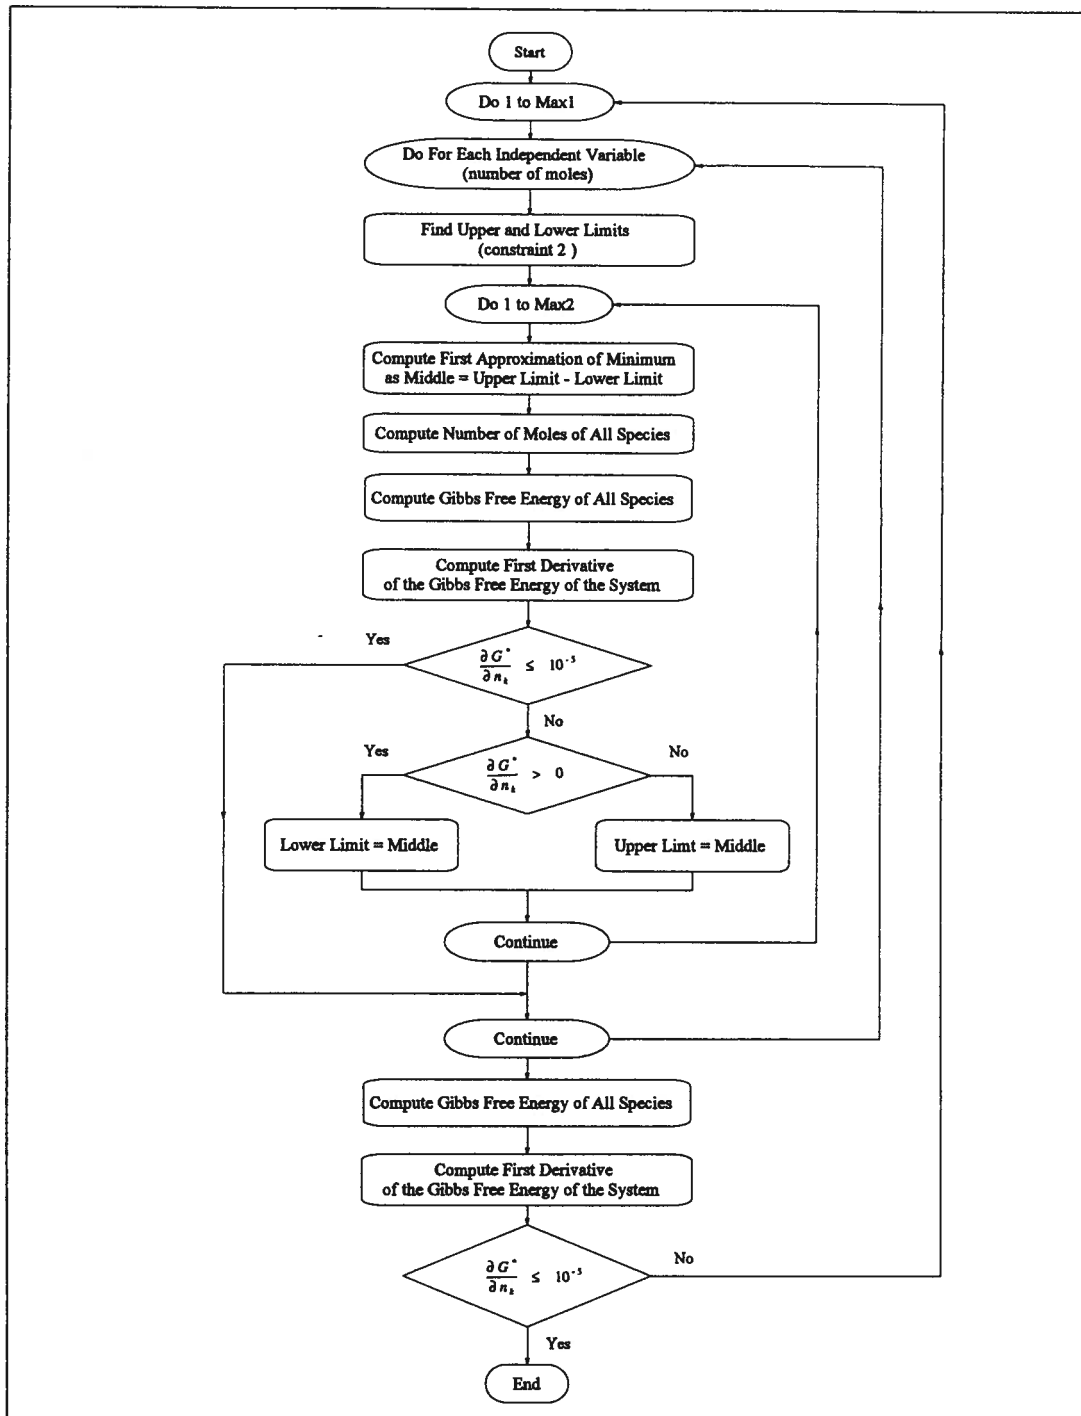 Start
Do 1 to Max1
Do For Each Independent Variable
(number of moles)
Find Upper and Lower Limits
(constraint 2 )
Do 1 to Max2
Compute First Approximation of Minimum
as Middle = Upper Limit - Lower Limit
Compute Number of Moles of All Species
Compute Gibbs Free Energy of All Species
Compute First Derivative
of the Gibbs Free Energy of the System
Yes
∂G* / ∂n_k ≤ 10^-5
No
Yes
No
∂G* / ∂n_k > 0
Lower Limit = Middle
Upper Limt = Middle
Continue
Continue
Compute Gibbs Free Energy of All Species
Compute First Derivative
of the Gibbs Free Energy of the System
No
∂G* / ∂n_k ≤ 10^-5
Yes
End